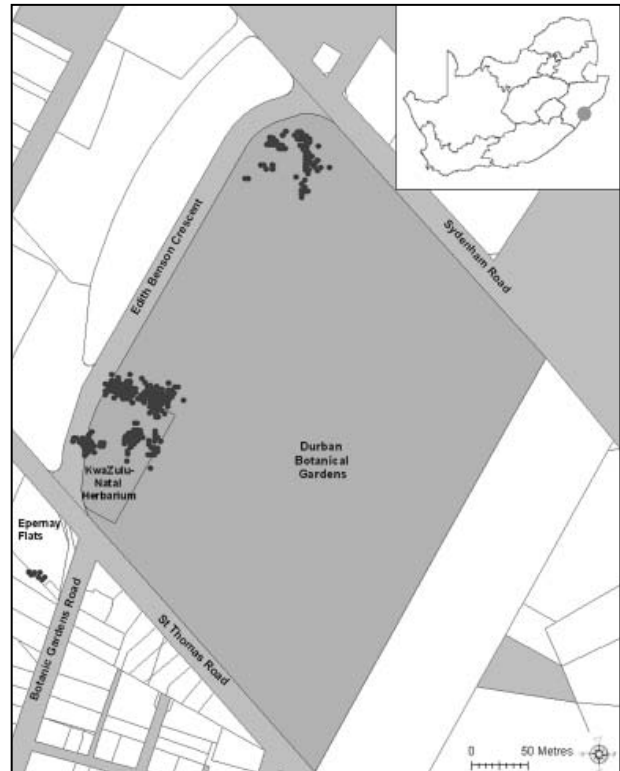 Edith Benson Crescent
Sydenham Road
Durban
Botanical
Gardens
KwaZulu-
Natal
Herbarium
Epernay
Flats
Botanic Gardens Road
St Thomas Road
0 50 Metres